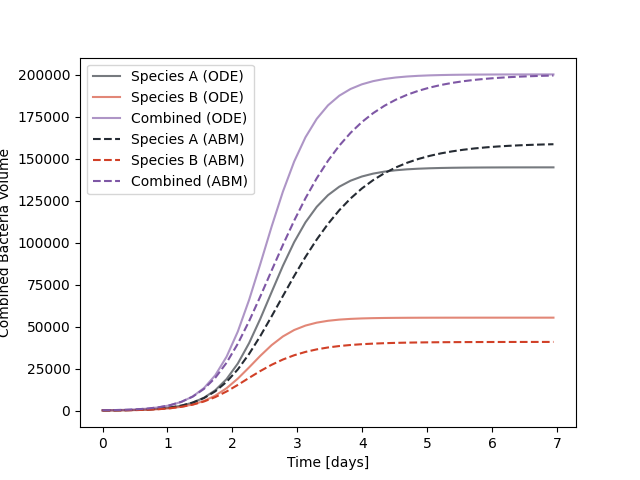 200000
175000
150000
125000
100000
75000
50000
25000
0
Combined Bacteria Volume
Species A (ODE)
Species B (ODE)
Combined (ODE)
Species A (ABM)
Species B (ABM)
Combined (ABM)
0 1 2 3 4 5 6 7
Time [days]